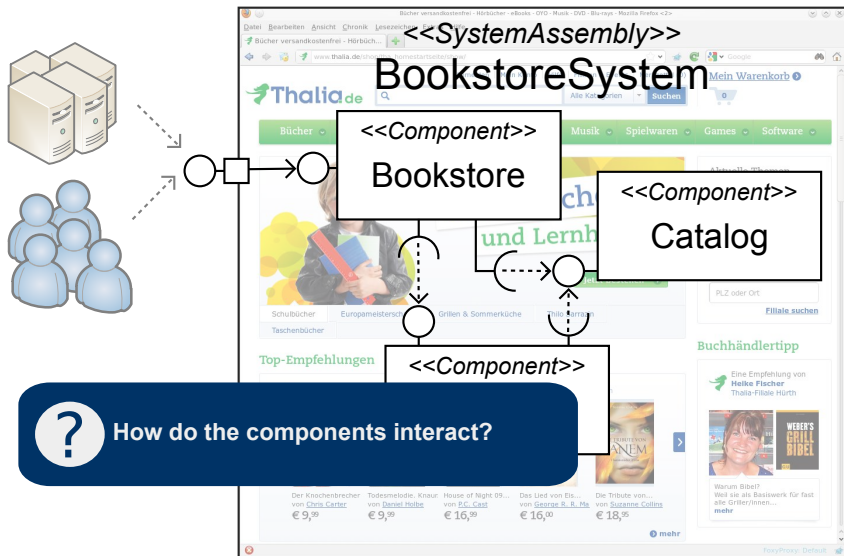 Bücher versandkostenfrei - Hörbücher - eBooks - DVD - Musik - DVD - Blu-rays - Mozilla Firefox <2>
Datei Bearbeiten Ansicht Chronik Lesezeichen
<<SystemAssembly>>
Bücher versandkostenfrei - Hörbüch...
www.thalia.de
Google
BookstoreSystem
Mein Warenkorb
0
Thalia.de
Alle Kategorien
Suchen
Bücher
Musik
Spielwaren
Games
Software
<<Component>>
Bookstore
<<Component>>
Catalog
und Lernh
PLZ oder Ort
Filiale suchen
Schulbücher
Grillen & Sommerküche
Taschenbücher
Top-Empfehlungen
Buchhändlertipp
<<Component>>
Eine Empfehlung von
Heike Fischer
Thalia-Filiale Hürth
? How do the components interact?
WEBER'S
GRILL
BIBEL
Der Knochenbrecher
von Chris Carter
€ 9,99
Todesmelodie. Knaur
von Daniel Holbe
€ 9,99
House of Night 09...
von P.C. Cast
€ 16,99
Das Lied von Eis...
von George R. R. Ma
€ 16,00
Die Tribute von...
von Suzanne Collins
€ 18,95
mehr
Warum Bibel?
Weil sie als Basiswerk für fast
alle Griller/innen...
mehr
FoxyProxy: Default